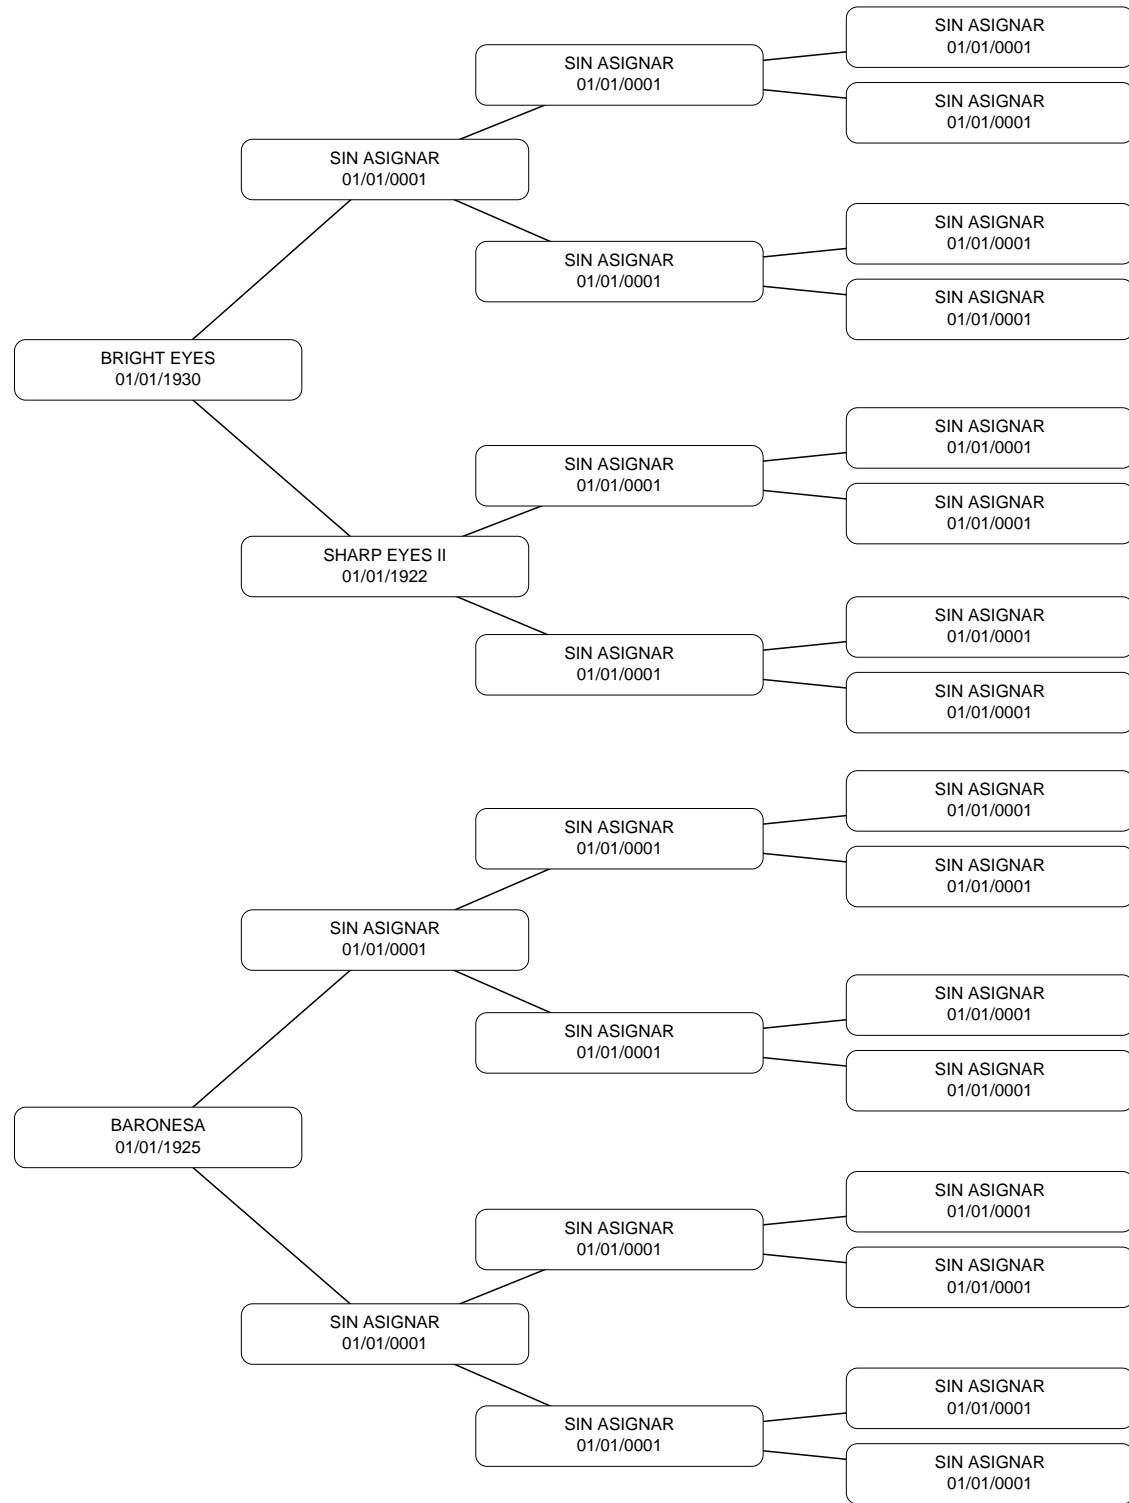 SIN ASIGNAR
01/01/0001
SIN ASIGNAR
01/01/0001
SIN ASIGNAR
01/01/0001
SIN ASIGNAR
01/01/0001
SIN ASIGNAR
01/01/0001
SIN ASIGNAR
01/01/0001
SIN ASIGNAR
01/01/0001
BRIGHT EYES
01/01/1930
SIN ASIGNAR
01/01/0001
SIN ASIGNAR
01/01/0001
SIN ASIGNAR
01/01/0001
SHARP EYES II
01/01/1922
SIN ASIGNAR
01/01/0001
SIN ASIGNAR
01/01/0001
SIN ASIGNAR
01/01/0001
SIN ASIGNAR
01/01/0001
SIN ASIGNAR
01/01/0001
SIN ASIGNAR
01/01/0001
SIN ASIGNAR
01/01/0001
SIN ASIGNAR
01/01/0001
SIN ASIGNAR
01/01/0001
SIN ASIGNAR
01/01/0001
BARONESA
01/01/1925
SIN ASIGNAR
01/01/0001
SIN ASIGNAR
01/01/0001
SIN ASIGNAR
01/01/0001
SIN ASIGNAR
01/01/0001
SIN ASIGNAR
01/01/0001
SIN ASIGNAR
01/01/0001
SIN ASIGNAR
01/01/0001